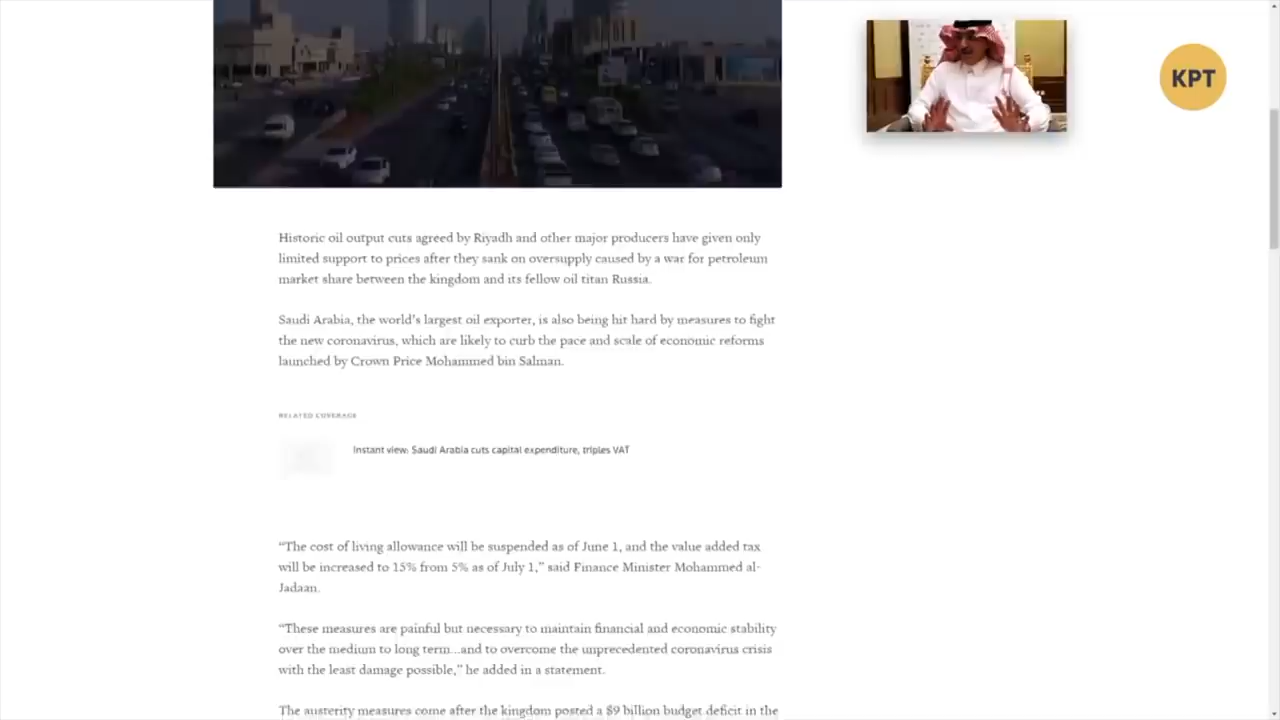 KPT
Historic oil output cuts agreed by Riyadh and other major producers have given only
limited support to prices after they sank on oversupply caused by a war for petroleum
market share between the kingdom and its fellow oil titan Russia.
Saudi Arabia, the world's largest oil exporter, is also being hit hard by measures to fight
the new coronavirus, which are likely to curb the pace and scale of economic reforms
launched by Crown Price Mohammed bin Salman.
RELATED COVERAGE
Instant view: Saudi Arabia cuts capital expenditure, triples VAT
“The cost of living allowance will be suspended as of June 1, and the value added tax
will be increased to 15% from 5% as of July 1,” said Finance Minister Mohammed al-
Jadaan.
“These measures are painful but necessary to maintain financial and economic stability
over the medium to long term...and to overcome the unprecedented coronavirus crisis
with the least damage possible,” he added in a statement.
The austerity measures come after the kingdom posted a $9 billion budget deficit in the